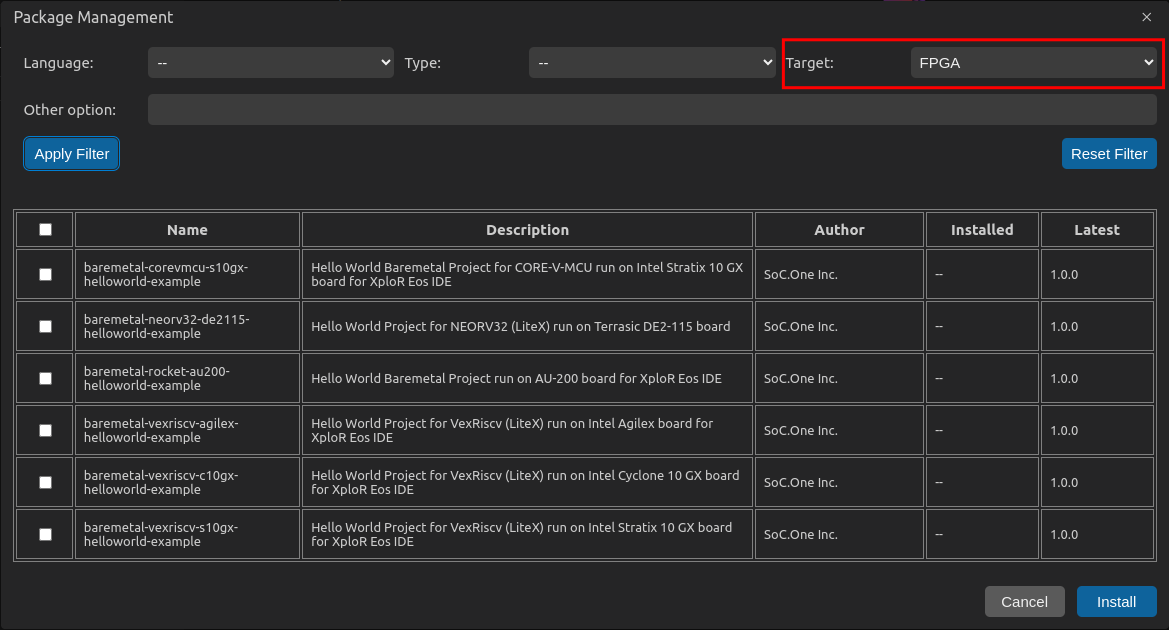 Package Management
Language: -- Type: -- Target: FPGA
Other option:
Apply Filter Reset Filter
Name Description Author Installed Latest
baremetal-corevmcu-s10gx- Hello World Baremetal Project for CORE-V-MCU run on Intel Stratix 10 GX
helloworld-example board for XploR Eos IDE SoC.One Inc. -- 1.0.0
baremetal-neorv32-de2115-
helloworld-example Hello World Project for NEORV32 (LiteX) run on Terrasic DE2-115 board SoC.One Inc. -- 1.0.0
baremetal-rocket-au200-
helloworld-example Hello World Baremetal Project run on AU-200 board for XploR Eos IDE SoC.One Inc. -- 1.0.0
baremetal-vexriscv-agilex- Hello World Project for VexRiscv (LiteX) run on Intel Agilex board for
helloworld-example XploR Eos IDE SoC.One Inc. -- 1.0.0
baremetal-vexriscv-c10gx- Hello World Project for VexRiscv (LiteX) run on Intel Cyclone 10 GX board
helloworld-example for XploR Eos IDE SoC.One Inc. -- 1.0.0
baremetal-vexriscv-s10gx- Hello World Project for VexRiscv (LiteX) run on Intel Stratix 10 GX board
helloworld-example for XploR Eos IDE SoC.One Inc. -- 1.0.0
Cancel Install